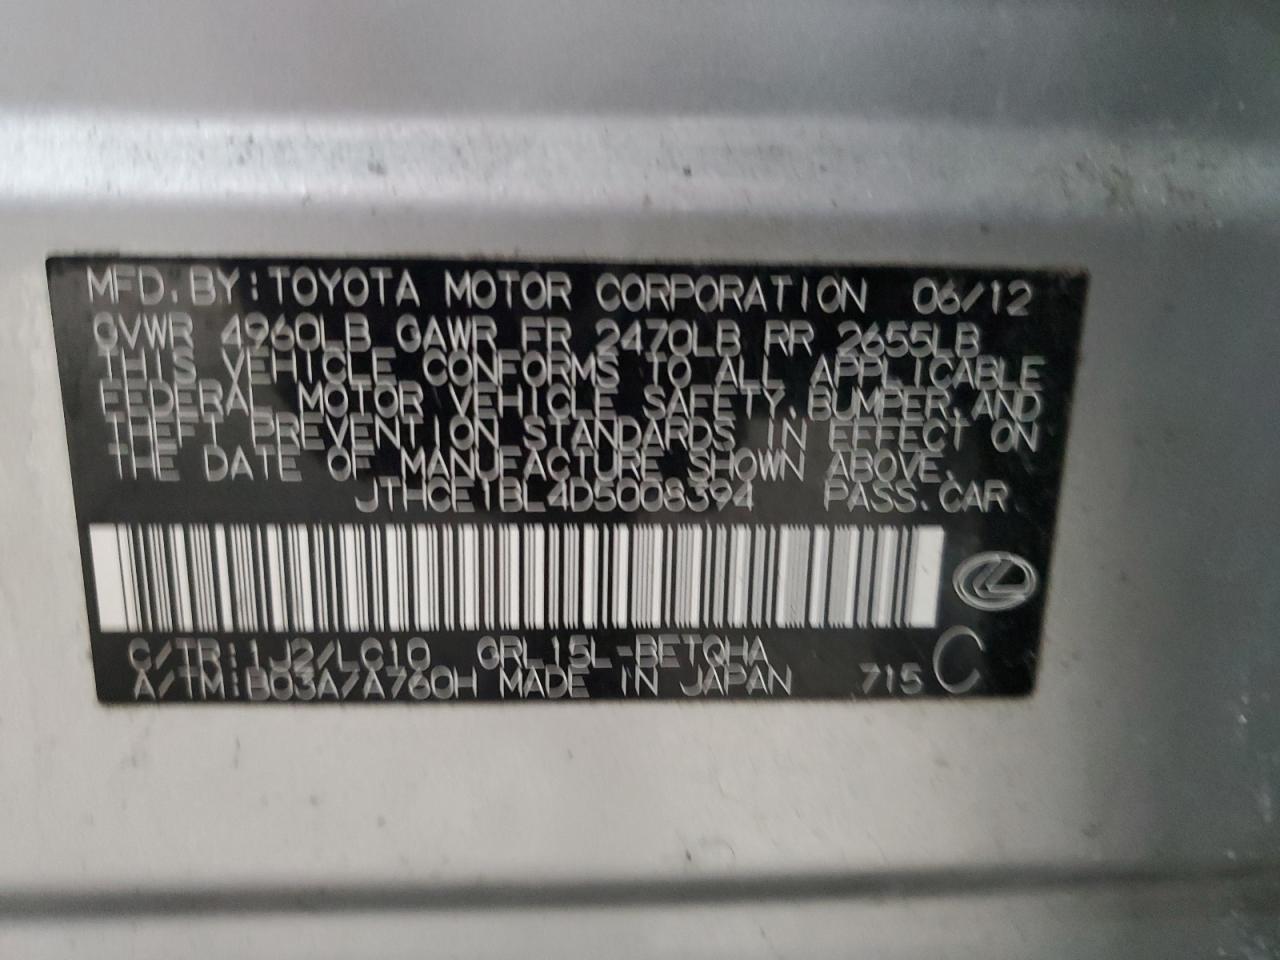 MFD. BY: TOYOTA MOTOR CORPORATION 06/12
GVWR 4960LB GAWR FR 2470LB RR 2655LB
THIS VEHICLE CONFORMS TO ALL APPLICABLE
FEDERAL MOTOR VEHICLE SAFETY, BUMPER, AND
THEFT PREVENTION STANDARDS IN EFFECT ON
THE DATE OF MANUFACTURE SHOWN ABOVE.
JTHCE1BL4D5008394 PASS. CAR
C/TR: 1J2/LC10 GRL15L-BETQHA
A/TM: B03A/A760H MADE IN JAPAN 715 C